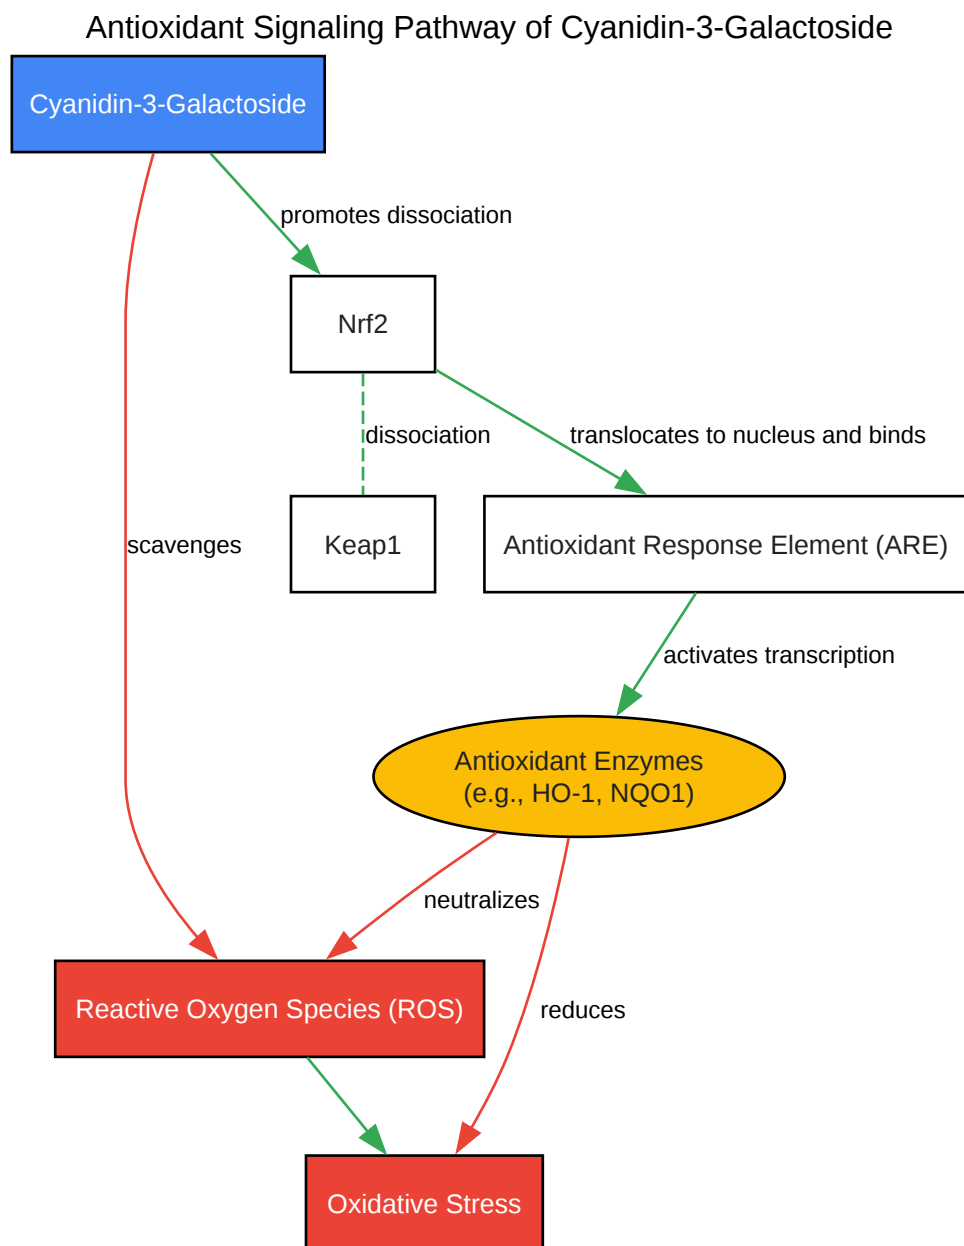 Antioxidant Signaling Pathway of Cyanidin-3-Galactoside
Cyanidin-3-Galactoside
promotes dissociation
Nrf2
dissociation
translocates to nucleus and binds
scavenges
Keap1
Antioxidant Response Element (ARE)
activates transcription
Antioxidant Enzymes
(e.g., HO-1, NQO1)
neutralizes
Reactive Oxygen Species (ROS)
reduces
Oxidative Stress